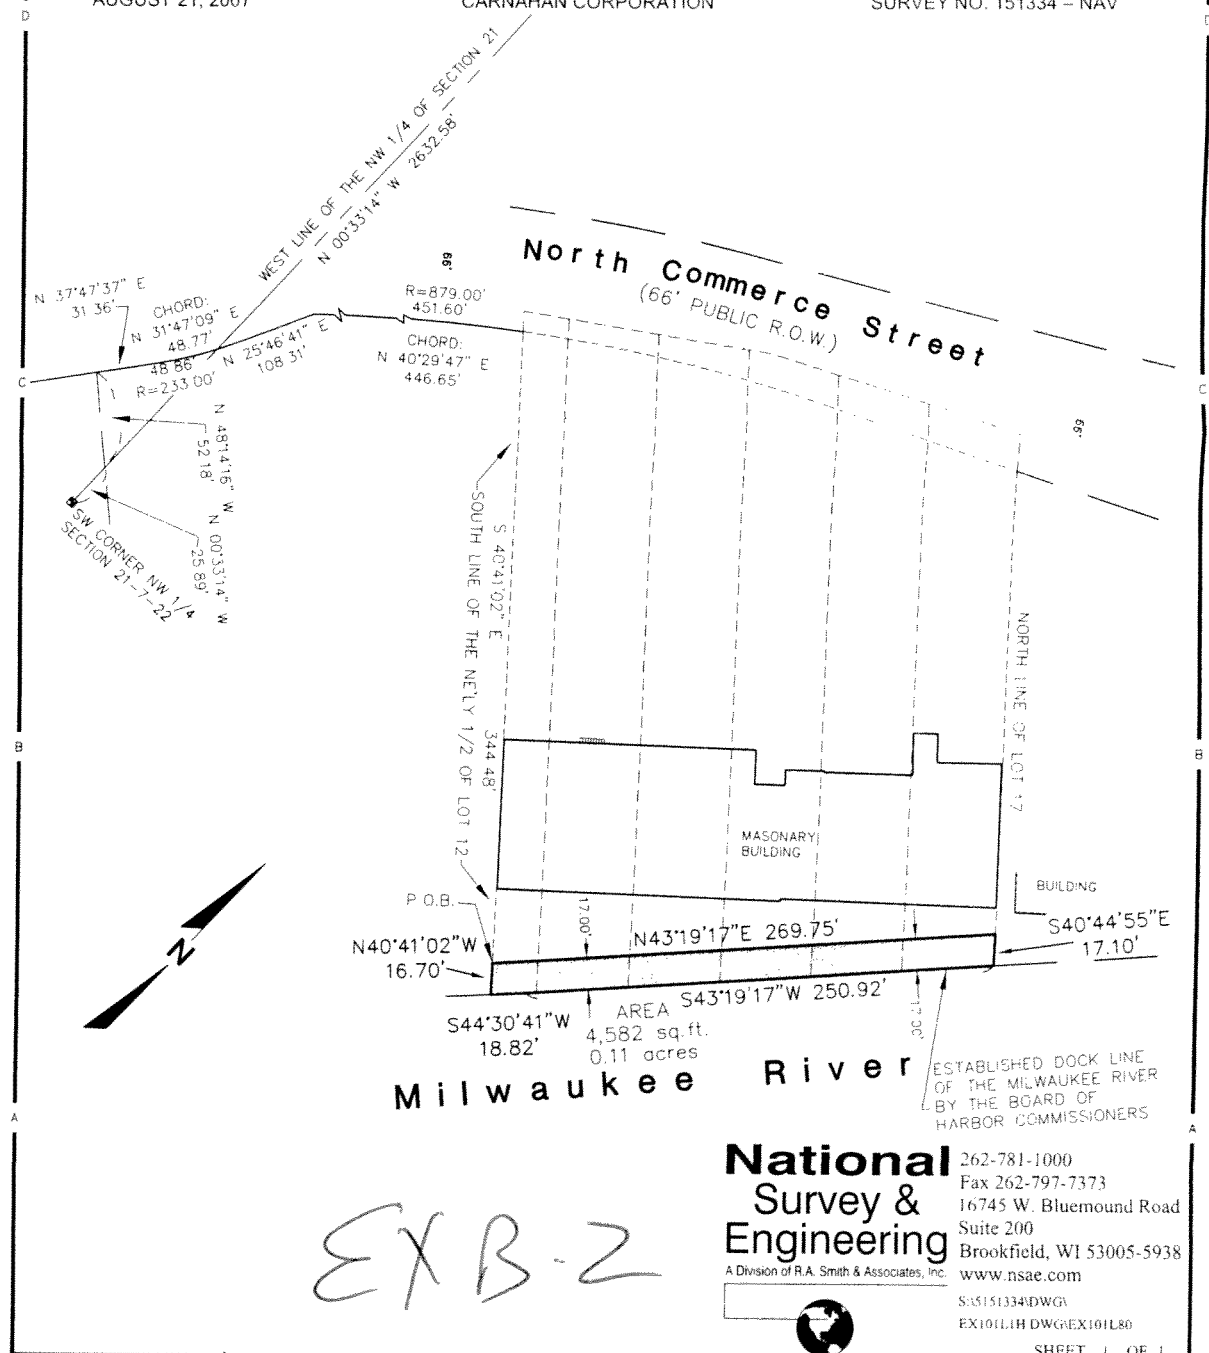 AUGUST 21, 2007
CARNAHAN CORPORATION
SURVEY NO. 151334 – NAV
D
D
WEST LINE OF THE NW 1/4 OF SECTION 21
N 00°33'14" W 2632.58'
66'
North Commerce Street
(66' PUBLIC R.O.W.)
N 37°47'37" E
31.36'
CHORD:
N 31°47'09" E
48.77'
48.86'
R=233.00'
N 25°46'41" E
108.31'
R=879.00'
451.60'
CHORD:
N 40°29'47" E
446.65'
C
C
66'
N 48°14'16" W
52.18'
N 00°33'14" W
25.89'
SW CORNER NW 1/4
SECTION 21-7-22
S 40°41'02" E
344.48'
SOUTH LINE OF THE NE'LY 1/2 OF LOT 12
NORTH LINE OF LOT 17
B
B
MASONARY
BUILDING
BUILDING
P.O.B.
17.00'
N43°19'17"E 269.75'
S40°44'55"E
17.10'
N40°41'02"W
16.70'
S43°19'17"W 250.92'
17.00'
S44°30'41"W
18.82'
AREA
4,582 sq.ft.
0.11 acres
N
Milwaukee River
ESTABLISHED DOCK LINE
OF THE MILWAUKEE RIVER
BY THE BOARD OF
HARBOR COMMISSIONERS
A
A
National
Survey &
Engineering
A Division of R.A. Smith & Associates, Inc.
262-781-1000
Fax 262-797-7373
16745 W. Bluemound Road
Suite 200
Brookfield, WI 53005-5938
www.nsae.com
S:\5151334\DWG\
EX101L1H.DWG\EX101L80
SHEET 1 OF 1
EX B-2